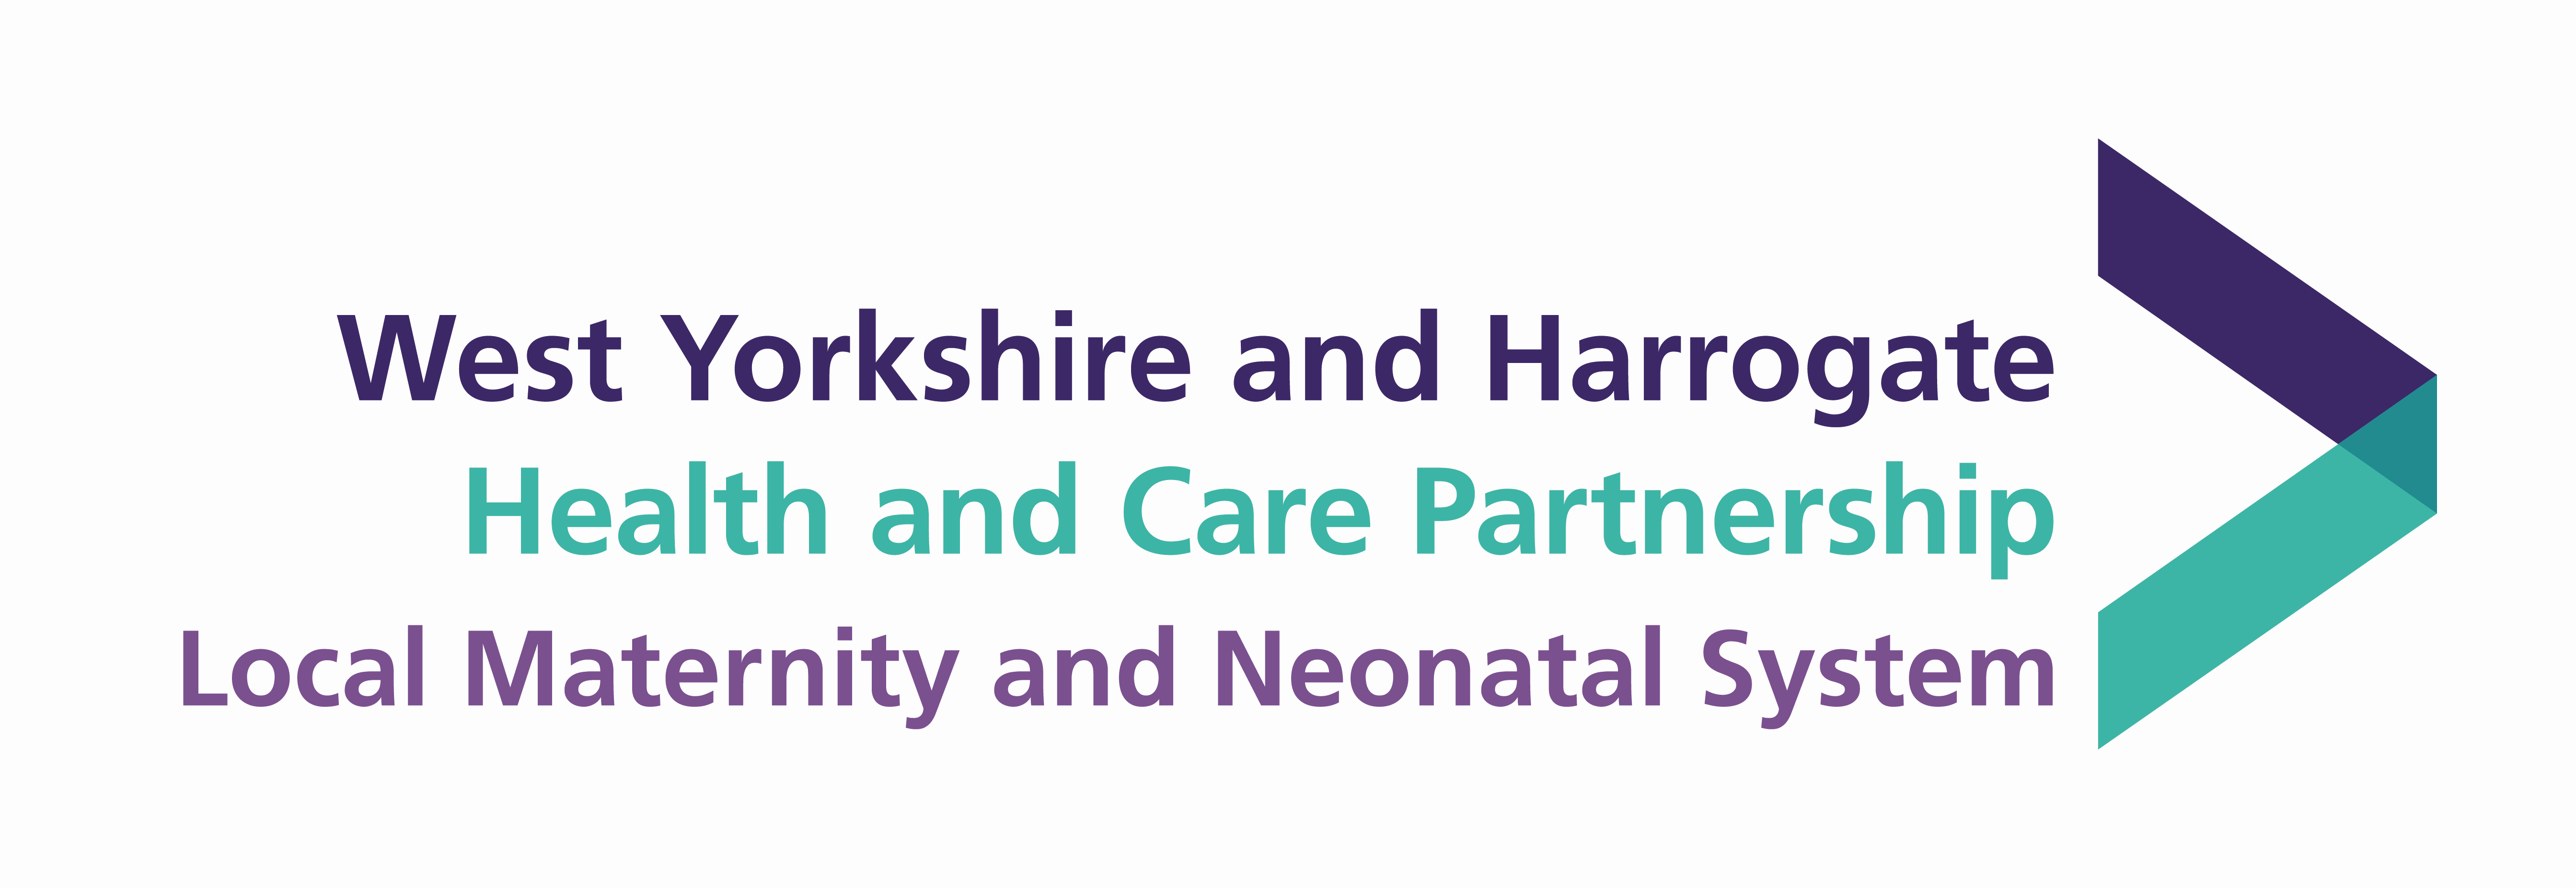 West Yorkshire and Harrogate
Health and Care Partnership
Local Maternity and Neonatal System